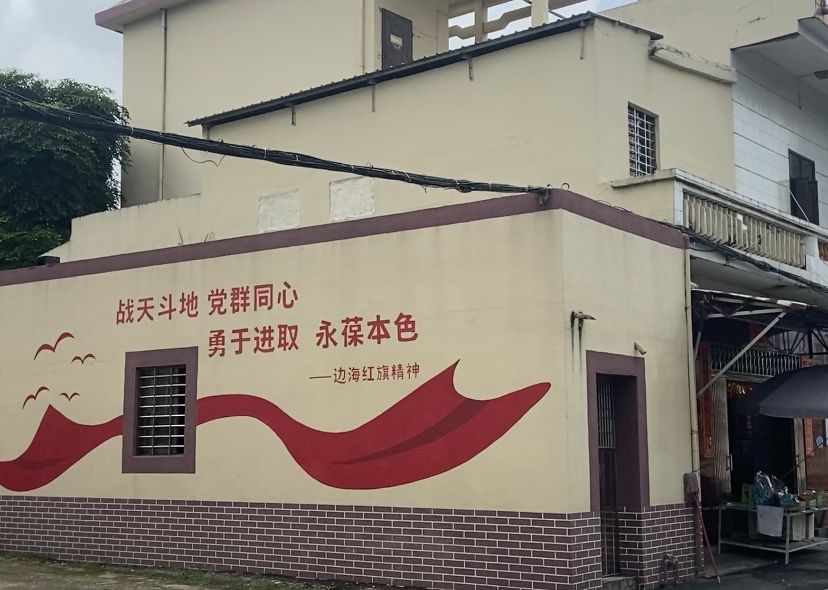 战天斗地 党群同心
勇于进取 永葆本色
——边海红旗精神